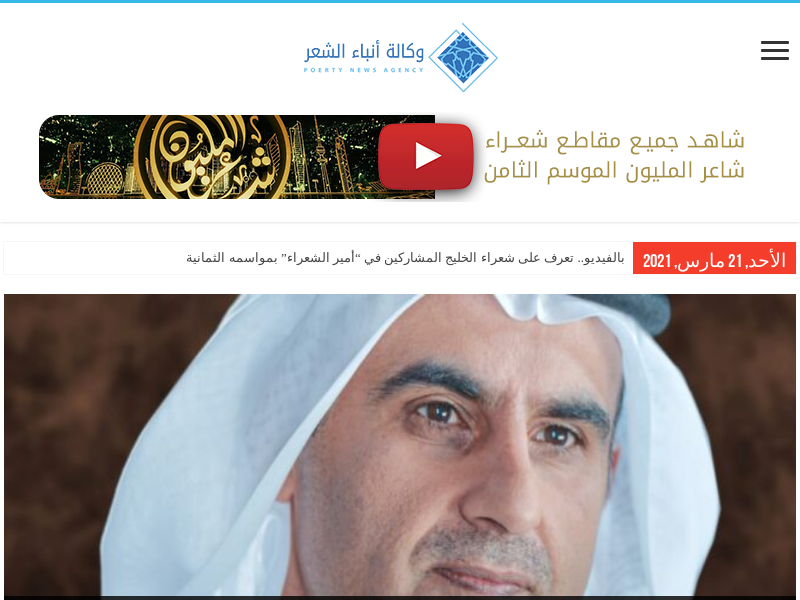 وكالة أنباء الشعر
POERTY NEWS AGENCY
شاعر المليون
شاهد جميع مقاطع شعراء
شاعر المليون الموسم الثامن
الأحد, 21 مارس, 2021
بالفيديو.. تعرف على شعراء الخليج المشاركين في “أمير الشعراء” بمواسمه الثمانية